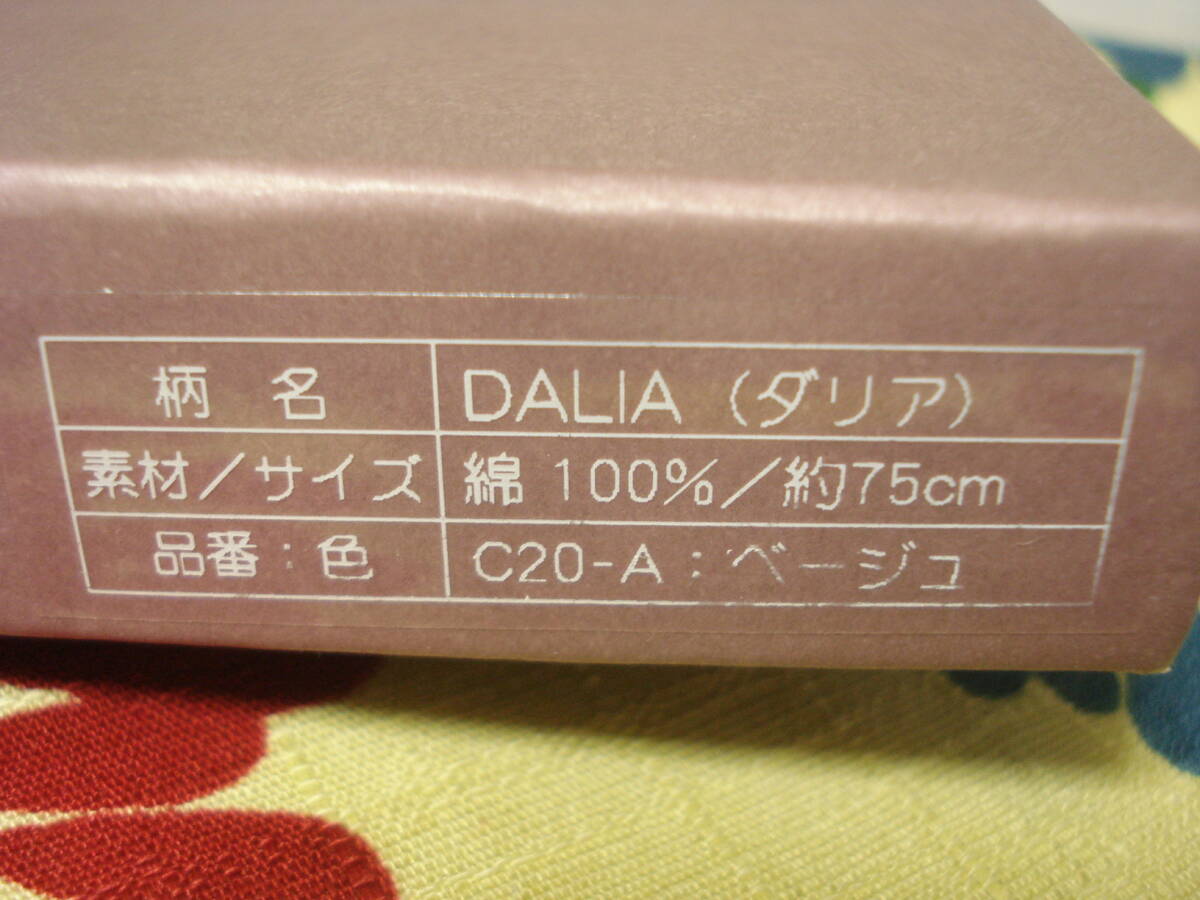 柄 名 DALIA (ダリア)
素材/サイズ 綿 100%/約75cm
品番:色 C20-A:ベージュ